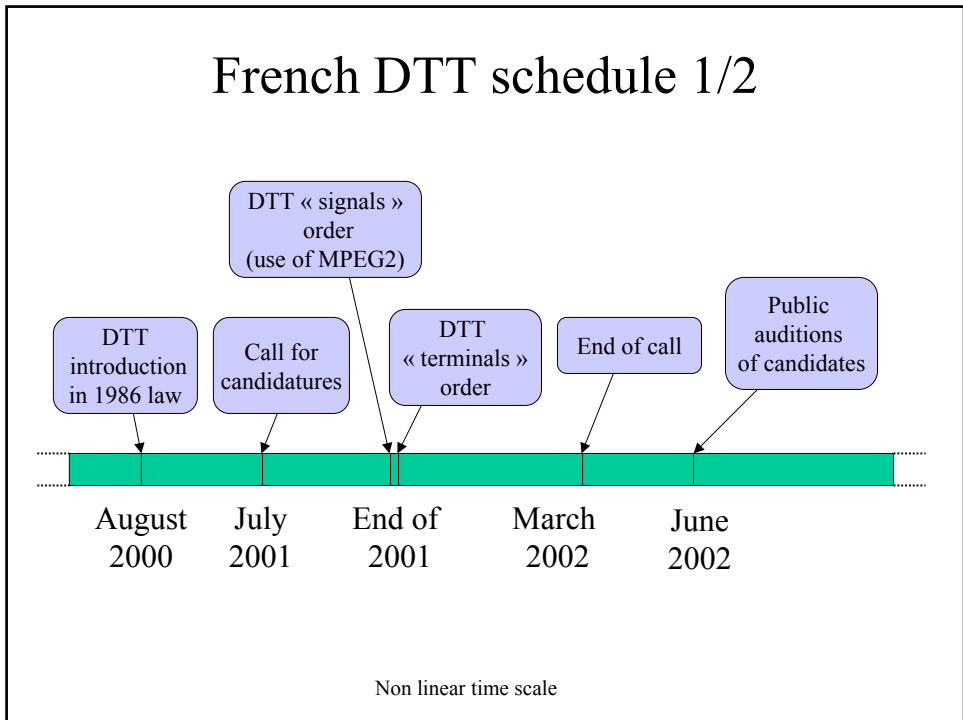 French DTT schedule 1/2
DTT « signals »
order
(use of MPEG2)
DTT
introduction
in 1986 law
Call for
candidatures
DTT
« terminals »
order
End of call
Public
auditions
of candidates
August
2000
July
2001
End of
2001
March
2002
June
2002
Non linear time scale